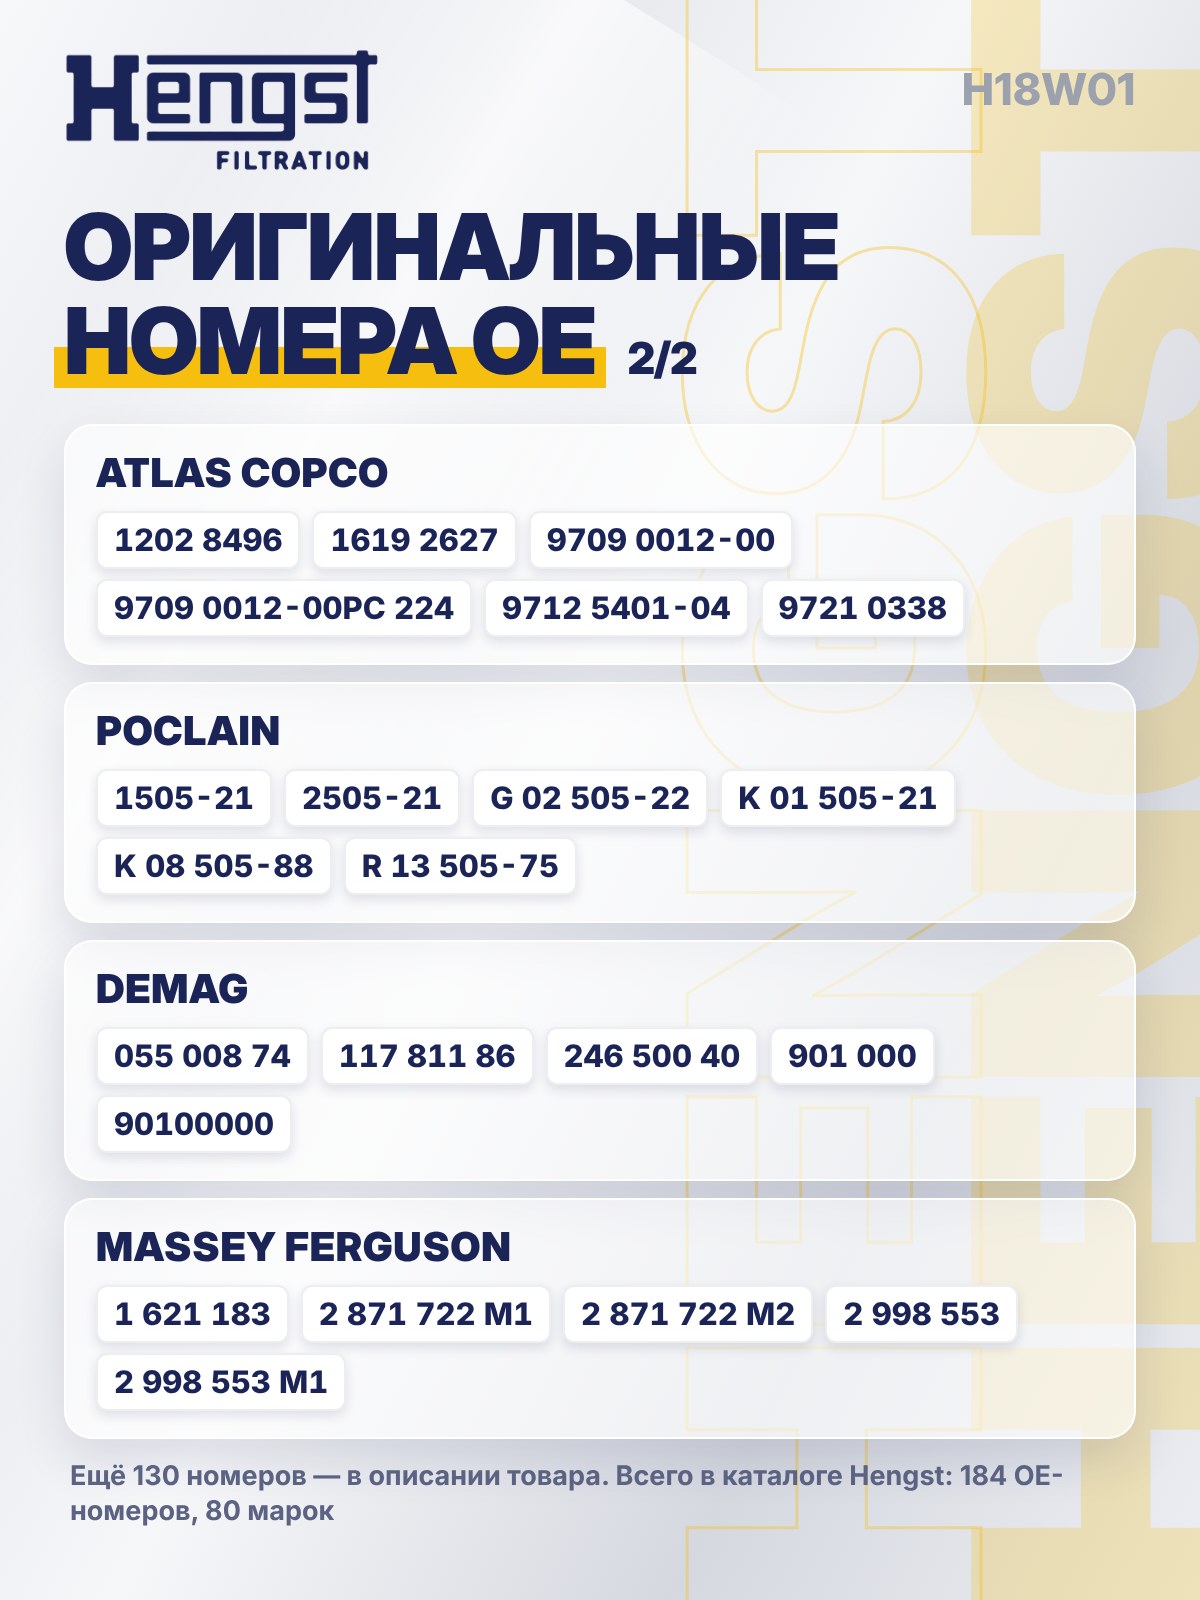 Hengst
FILTRATION
H18W01
ОРИГИНАЛЬНЫЕ
НОМЕРА OE 2/2
ATLAS COPCO
1202 8496 1619 2627 9709 0012-00
9709 0012-00PC 224 9712 5401-04 9721 0338
POCLAIN
1505-21 2505-21 G 02 505-22 K 01 505-21
K 08 505-88 R 13 505-75
DEMAG
055 008 74 117 811 86 246 500 40 901 000
90100000
MASSEY FERGUSON
1 621 183 2 871 722 M1 2 871 722 M2 2 998 553
2 998 553 M1
Ещё 130 номеров — в описании товара. Всего в каталоге Hengst: 184 OE-
номеров, 80 марок
HENGST
HENGST